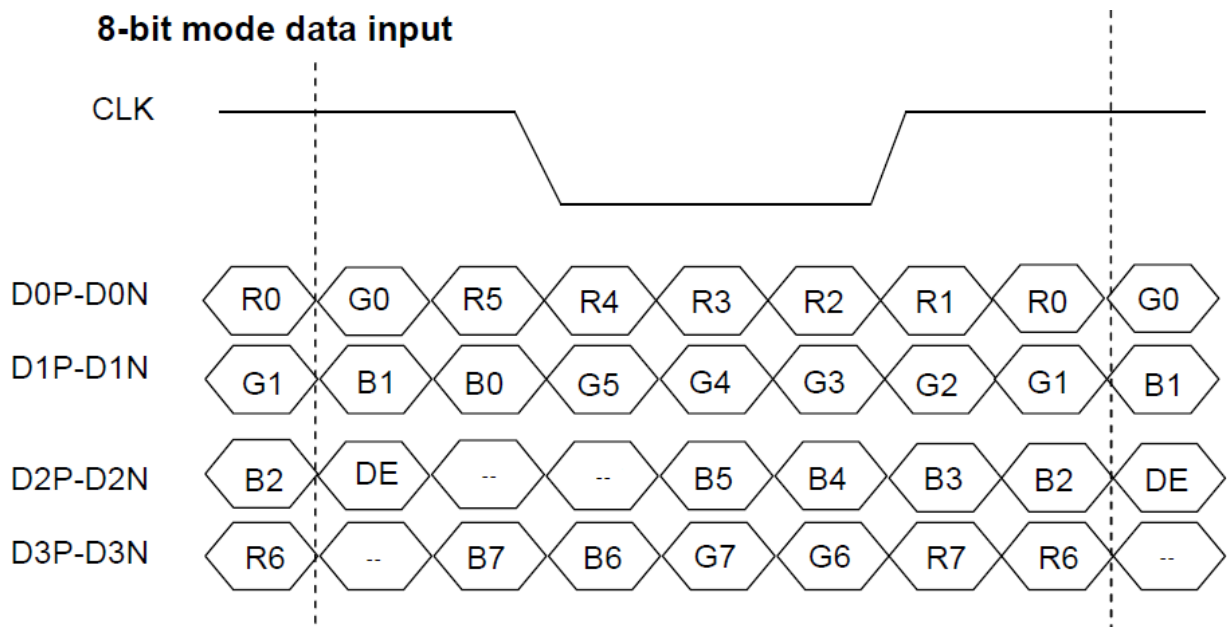 8-bit mode data input
CLK
D0P-D0N R0 G0 R5 R4 R3 R2 R1 R0 G0
D1P-D1N G1 B1 B0 G5 G4 G3 G2 G1 B1
D2P-D2N B2 DE -- -- B5 B4 B3 B2 DE
D3P-D3N R6 -- B7 B6 G7 G6 R7 R6 --